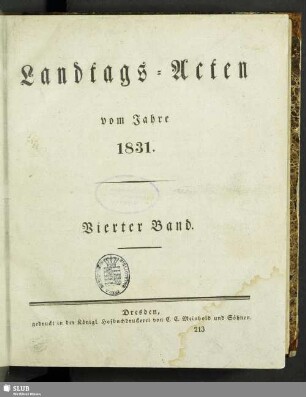 Landtags-Acten
vom Jahre
1831.
Vierter Band.
Dresden,
gedruckt in der Königl. Hofbuchdruckerei von C. C. Meinhold und Söhnen.
213
SLUB